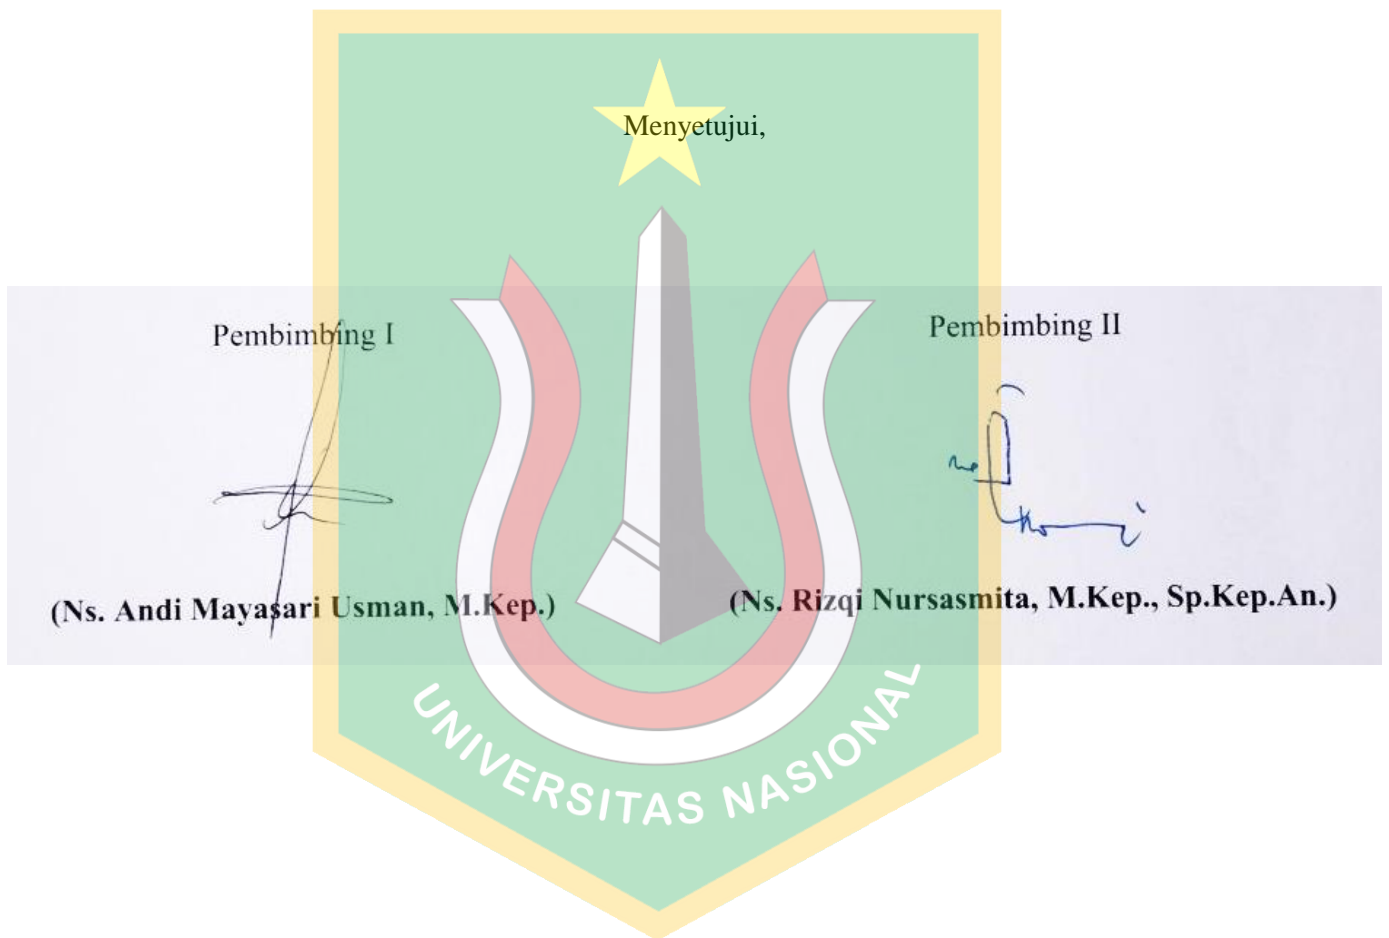 Menyetujui,
Pembimbing I
Pembimbing II
(Ns. Andi Mayasari Usman, M.Kep.)
(Ns. Rizqi Nursasmita, M.Kep., Sp.Kep.An.)
UNIVERSITAS NASIONAL